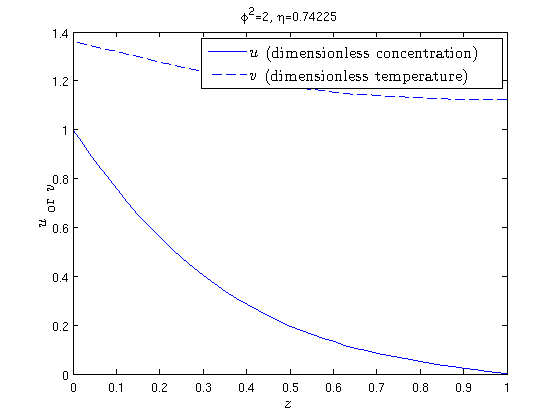 ϕ²=2, η=0.74225
u (dimensionless concentration)
v (dimensionless temperature)
1.4
1.2
1
0.8
0.6
0.4
0.2
0
u or v
0 0.1 0.2 0.3 0.4 0.5 0.6 0.7 0.8 0.9 1
z